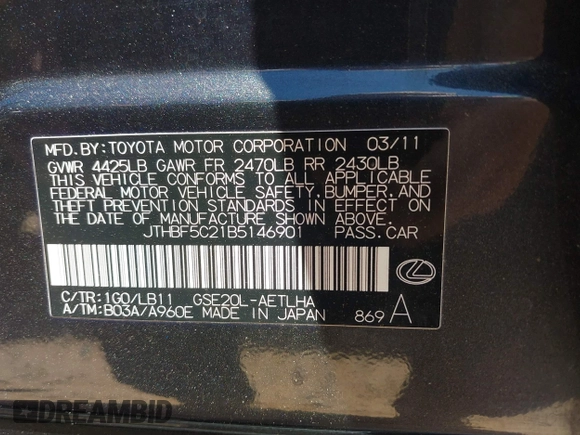 MFD.BY:TOYOTA MOTOR CORPORATION 03/11
GVWR 4425LB GAWR FR 2470LB RR 2430LB
THIS VEHICLE CONFORMS TO ALL APPLICABLE
FEDERAL MOTOR VEHICLE SAFETY,BUMPER,AND
THEFT PREVENTION STANDARDS IN EFFECT ON
THE DATE OF MANUFACTURE SHOWN ABOVE.
JTHBF5C21B5146901 PASS.CAR
C/TR:1G0/LB11 GSE20L-AETLHA
A/TM:B03A/A960E MADE IN JAPAN 869 A
DREAMBID